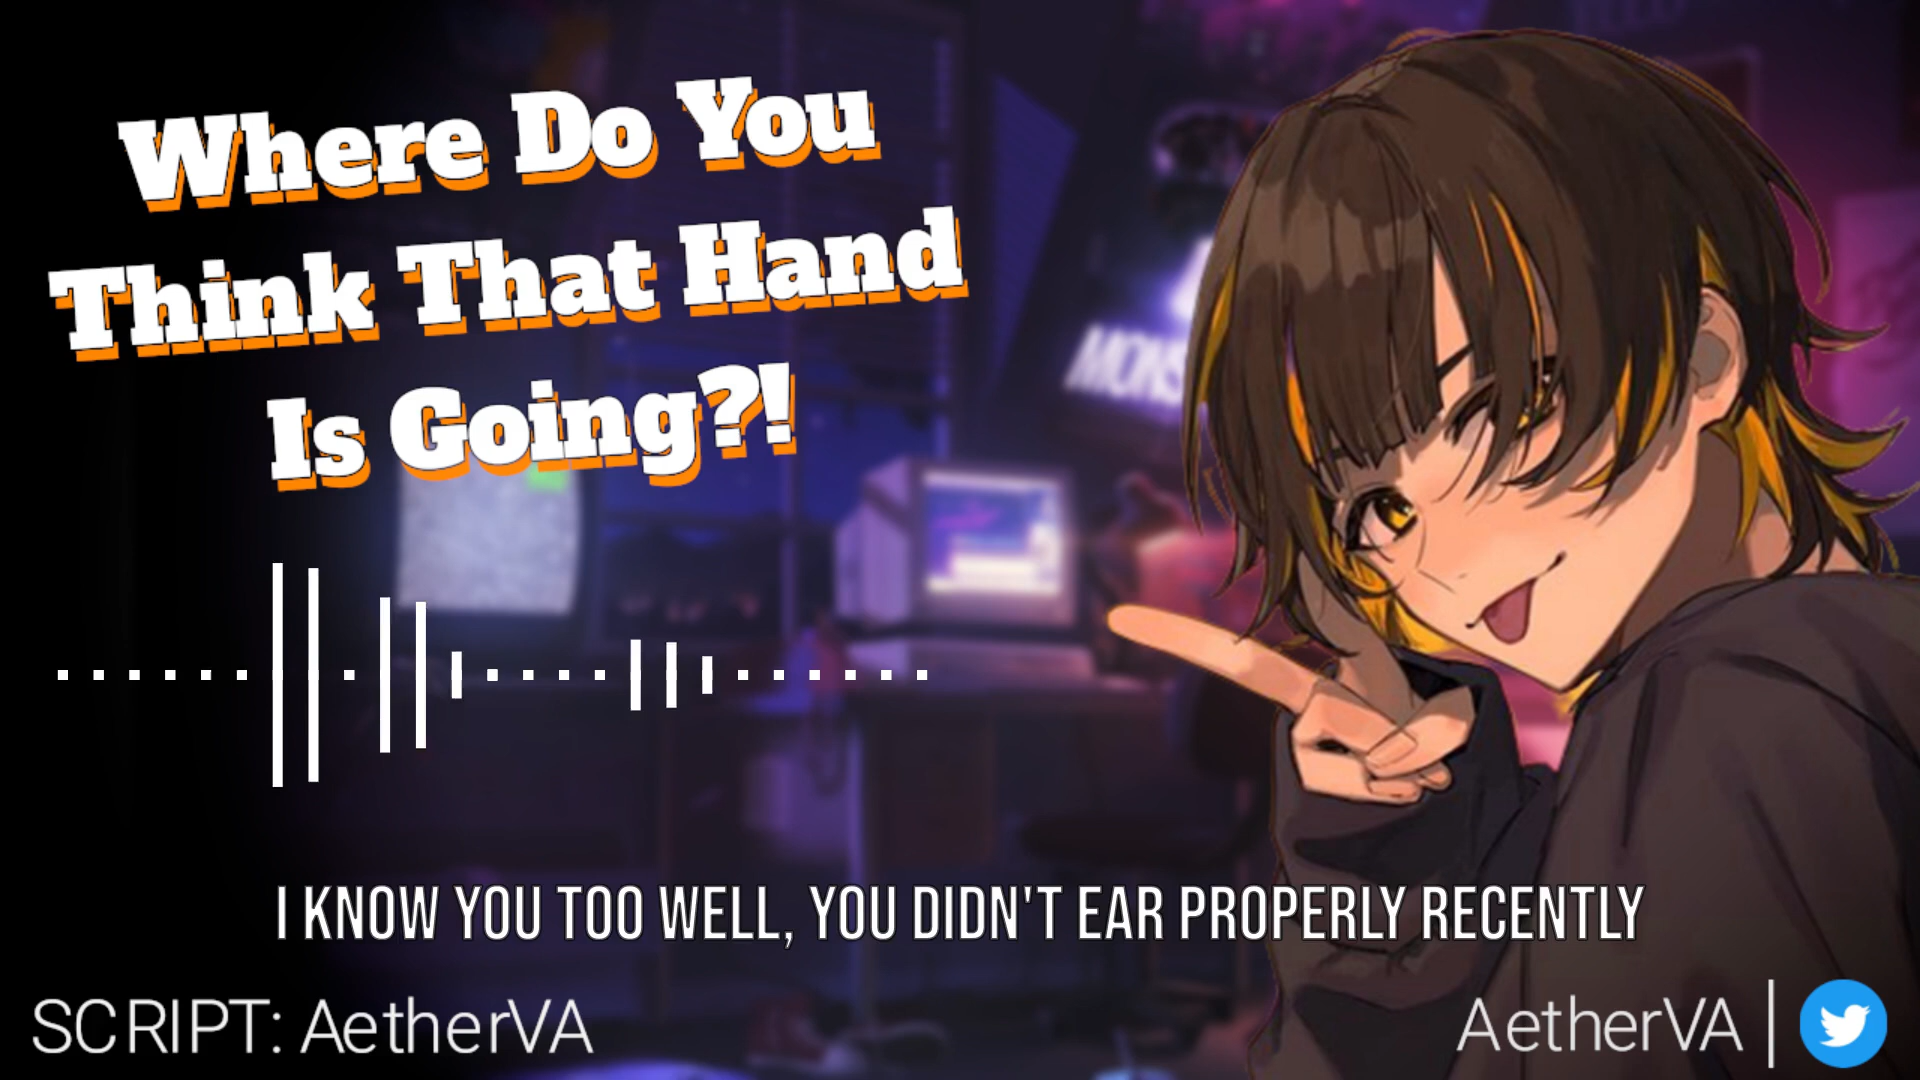 Where Do You
Think That Hand
Is Going?!
MONS
I KNOW YOU TOO WELL, YOU DIDN'T EAR PROPERLY RECENTLY
SCRIPT: AetherVA
AetherVA